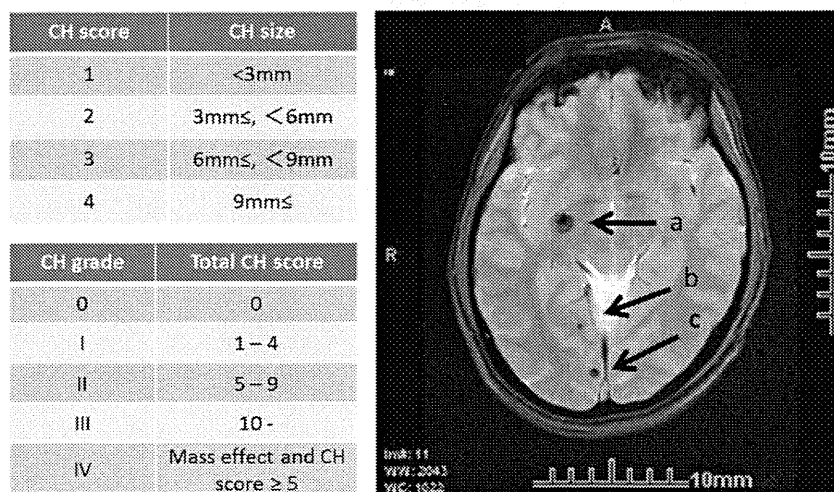 CH score CH size
1 <3mm
2 3mm≤, <6mm
3 6mm≤, <9mm
4 9mm≤
CH grade Total CH score
0 0
I 1 – 4
II 5 – 9
III 10 -
IV Mass effect and CH
score ≥ 5
A
R
a
b
c
10mm
10mm